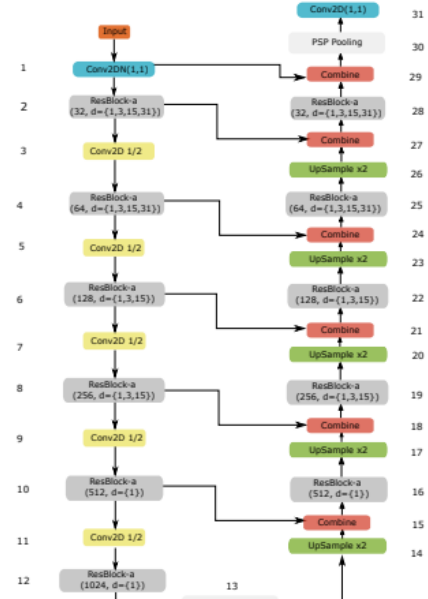 Input
1
Conv2DN(1,1)
2
ResBlock-a
(32, d={1,3,15,31})
3
Conv2D 1/2
4
ResBlock-a
(64, d={1,3,15,31})
5
Conv2D 1/2
6
ResBlock-a
(128, d={1,3,15})
7
Conv2D 1/2
8
ResBlock-a
(256, d={1,3,15})
9
Conv2D 1/2
10
ResBlock-a
(512, d={1})
11
Conv2D 1/2
12
ResBlock-a
(1024, d={1})
13
Conv2D(1,1)
31
PSP Pooling
30
Combine
29
ResBlock-a
(32, d={1,3,15,31})
28
Combine
27
UpSample x2
26
ResBlock-a
(64, d={1,3,15,31})
25
Combine
24
UpSample x2
23
ResBlock-a
(128, d={1,3,15})
22
Combine
21
UpSample x2
20
ResBlock-a
(256, d={1,3,15})
19
Combine
18
UpSample x2
17
ResBlock-a
(512, d={1})
16
Combine
15
UpSample x2
14